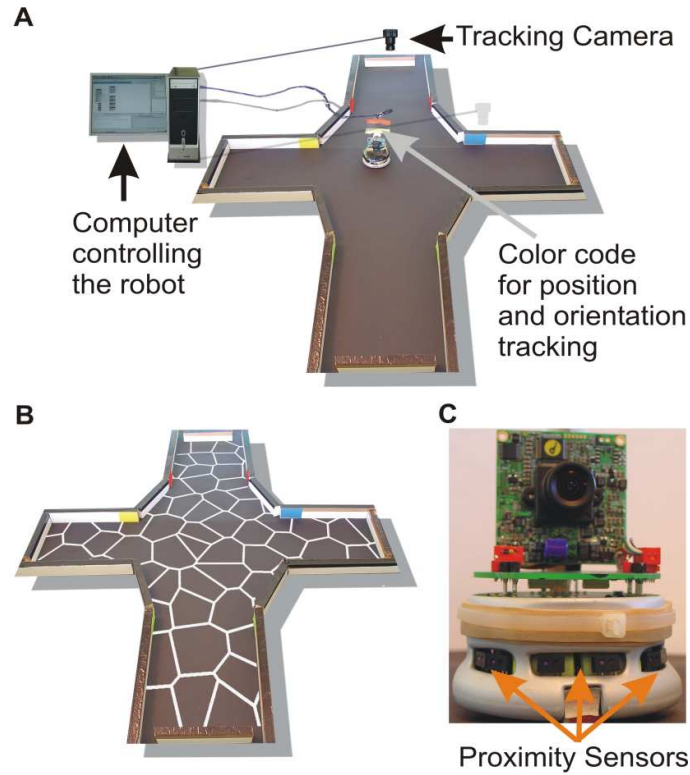 A
Tracking Camera
Computer
controlling
the robot
Color code
for position
and orientation
tracking
B
C
Proximity Sensors